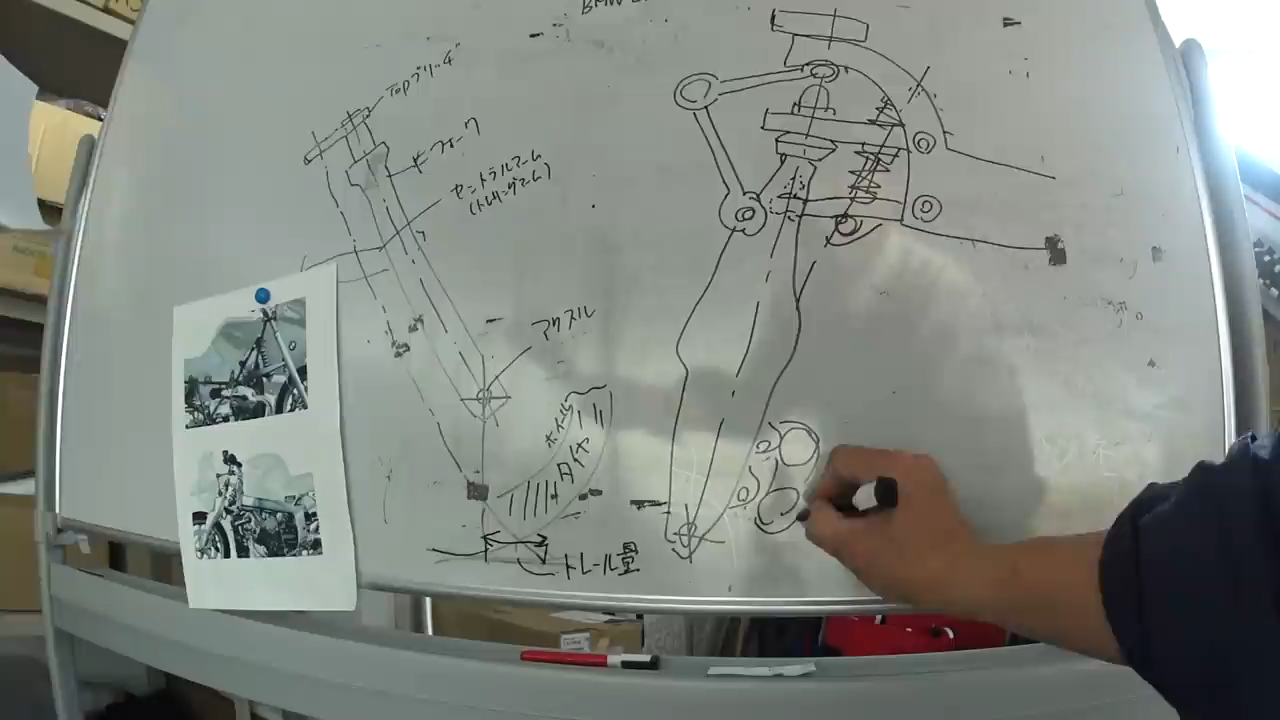 BMW
Topブリッヂ
フォーク
セントラルアーム
(トレリングアーム)
アクスル
ホイール
タイヤ
トレール量